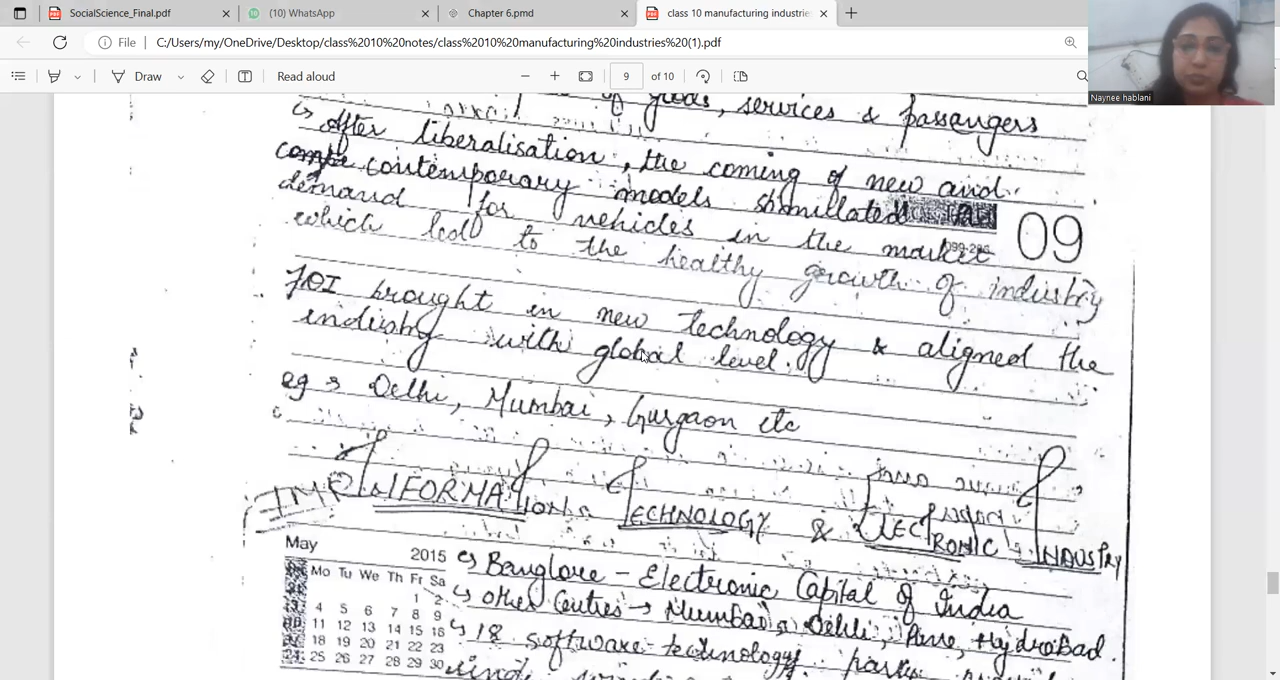 SocialScience_Final.pdf
(10) WhatsApp
Chapter 6.pmd
class 10 manufacturing industrie
File
C:/Users/my/OneDrive/Desktop/class%2010%20notes/class%2010%20manufacturing%20industries%20(1).pdf
Draw
Read aloud
9 of 10
Naynee hablani
of goods, services & passengers
After liberalisation, the coming of new and
contemporary models
demand for vehicles in the market
which led to the healthy growth of industry
09
FDI brought in new technology & aligned the
industry with global level.
eg Delhi, Mumbai, Gurgaon etc
IMP INFORMATION TECHNOLOGY & ELECTRONIC INDUSTRY
Banglore - Electronic Capital of India
other Centres → Mumbai, Delhi, Pune, HydraBad.
18 software technology parks
May 2015
Mo Tu We Th Fr Sa
1 2
4 5 6 7 8 9
11 12 13 14 15 16
18 19 20 21 22 23
25 26 27 28 29 30